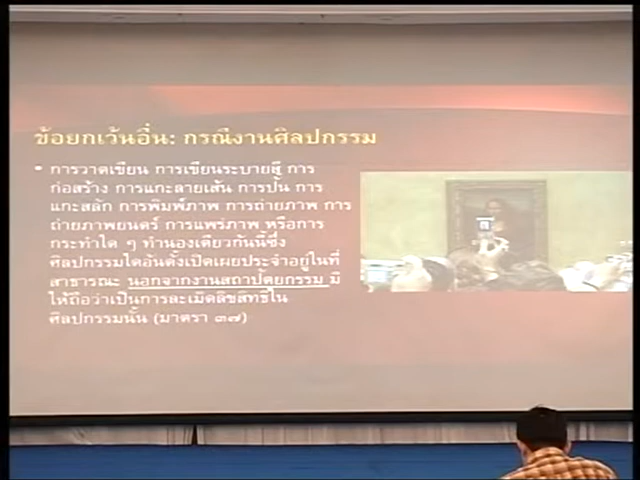 ข้อยกเว้นอื่น: กรณีงานศิลปกรรม
• การวาดเขียน การเขียนระบายสี การ
ก่อสร้าง การแกะลายเส้น การปั้น การ
แกะสลัก การพิมพ์ภาพ การถ่ายภาพ การ
ถ่ายภาพยนตร์ การแพร่ภาพ หรือการ
กระทำใด ๆ ทำนองเดียวกันนี้ซึ่ง
ศิลปกรรมใดอันตั้งเปิดเผยประจำอยู่ในที่
สาธารณะ นอกจากงานสถาปัตยกรรม มิ
ให้ถือว่าเป็นการละเมิดลิขสิทธิ์ใน
ศิลปกรรมนั้น (มาตรา ๓๗)